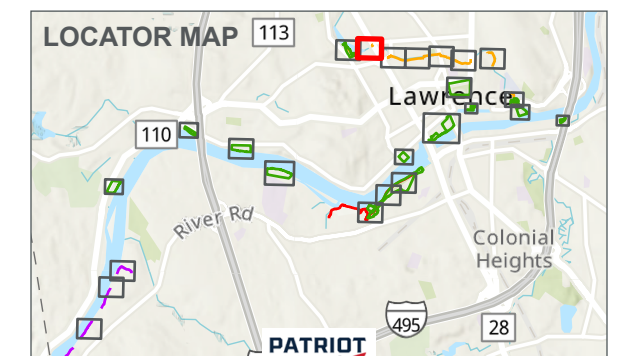 LOCATOR MAP
113
Lawrence
110
River Rd
Colonial
Heights
495
28
PATRIOT